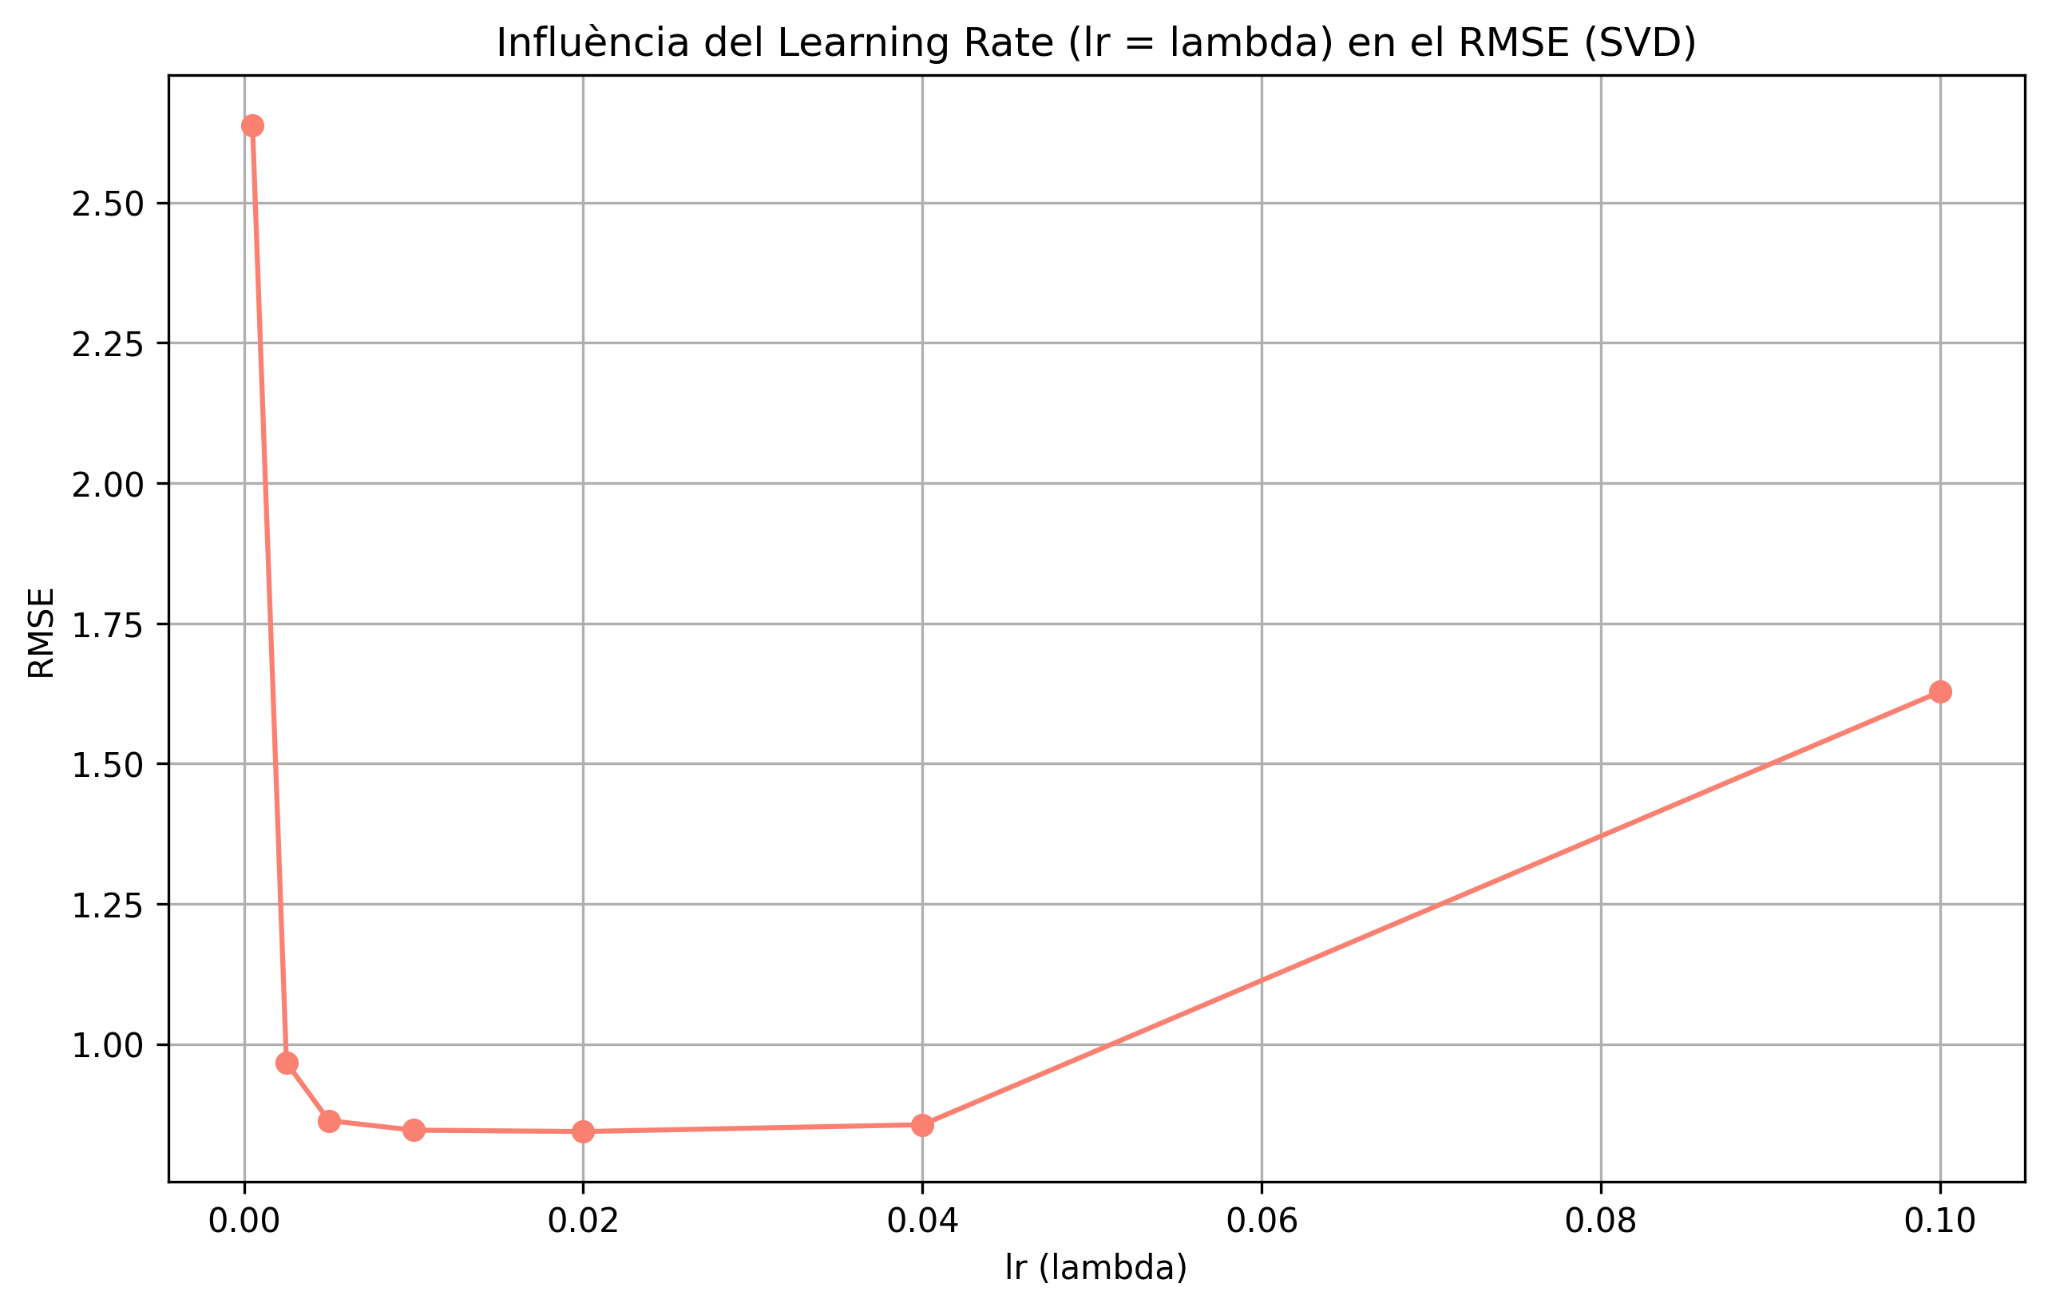 Influència del Learning Rate (lr = lambda) en el RMSE (SVD)
2.50
2.25
2.00
1.75
1.50
1.25
1.00
RMSE
0.00 0.02 0.04 0.06 0.08 0.10
lr (lambda)